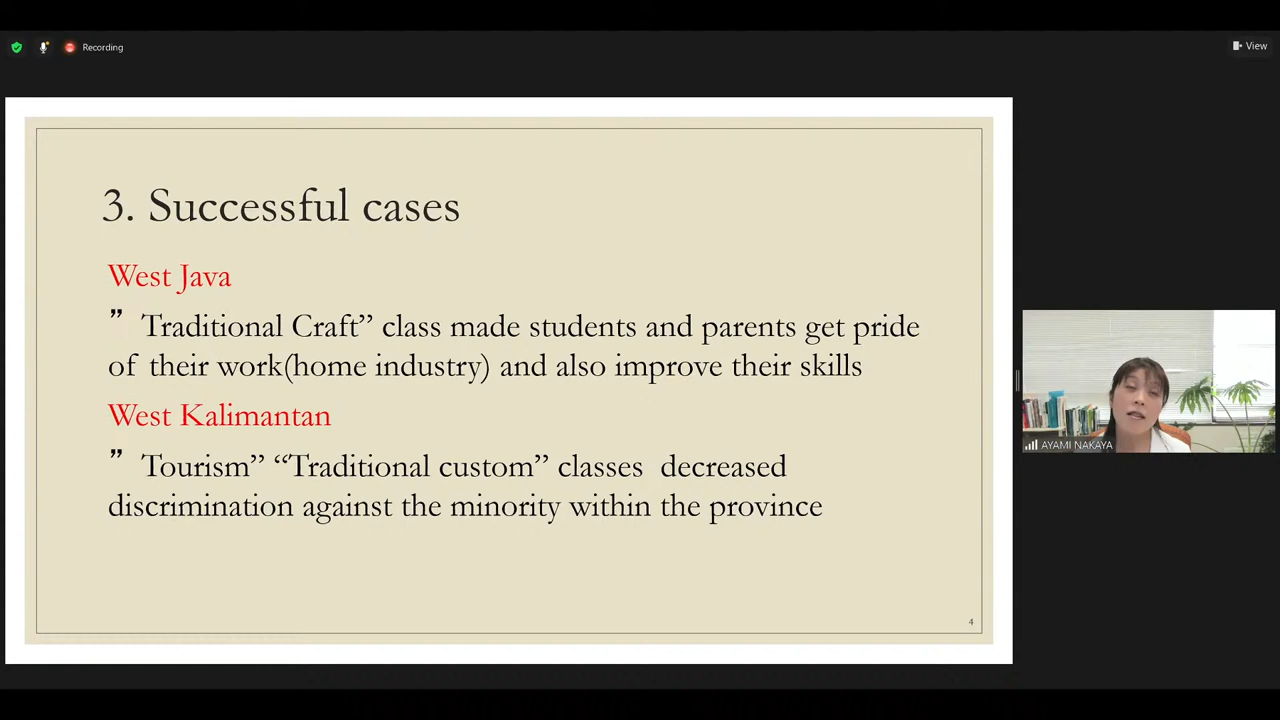 Recording
View
3. Successful cases
West Java
” Traditional Craft” class made students and parents get pride
of their work(home industry) and also improve their skills
West Kalimantan
” Tourism” “Traditional custom” classes decreased
discrimination against the minority within the province
4
AYAMI NAKAYA